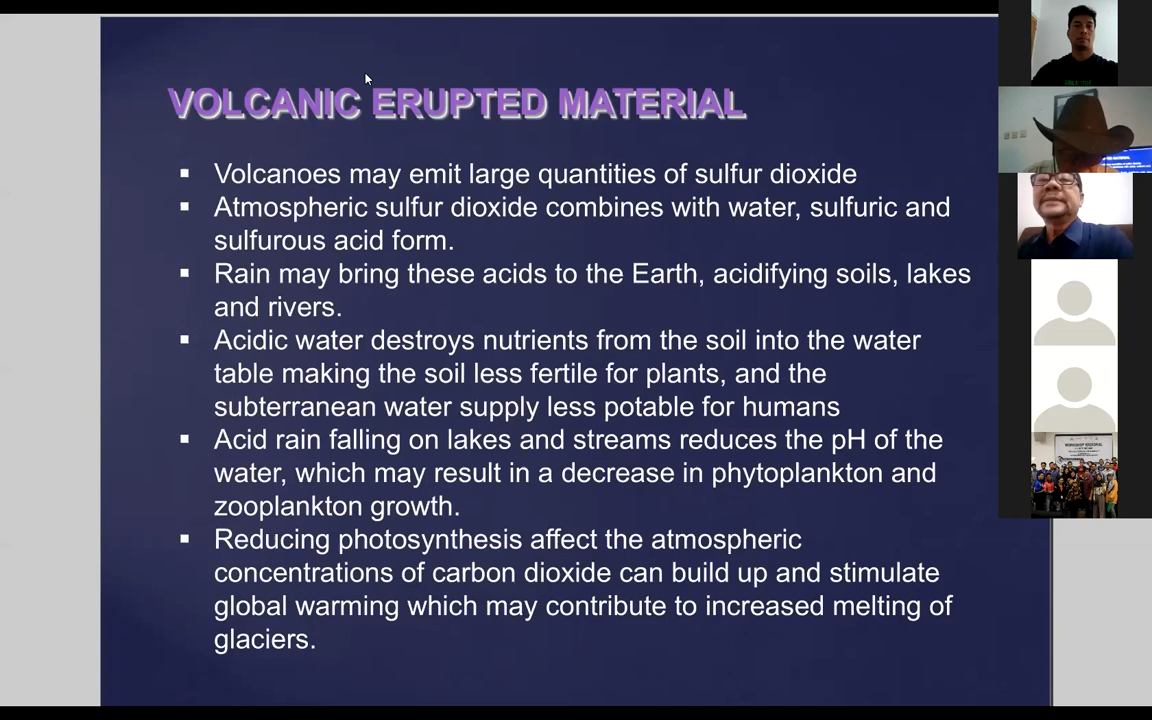 VOLCANIC ERUPTED MATERIAL
▪ Volcanoes may emit large quantities of sulfur dioxide
▪ Atmospheric sulfur dioxide combines with water, sulfuric and
sulfurous acid form.
▪ Rain may bring these acids to the Earth, acidifying soils, lakes
and rivers.
▪ Acidic water destroys nutrients from the soil into the water
table making the soil less fertile for plants, and the
subterranean water supply less potable for humans
▪ Acid rain falling on lakes and streams reduces the pH of the
water, which may result in a decrease in phytoplankton and
zooplankton growth.
▪ Reducing photosynthesis affect the atmospheric
concentrations of carbon dioxide can build up and stimulate
global warming which may contribute to increased melting of
glaciers.